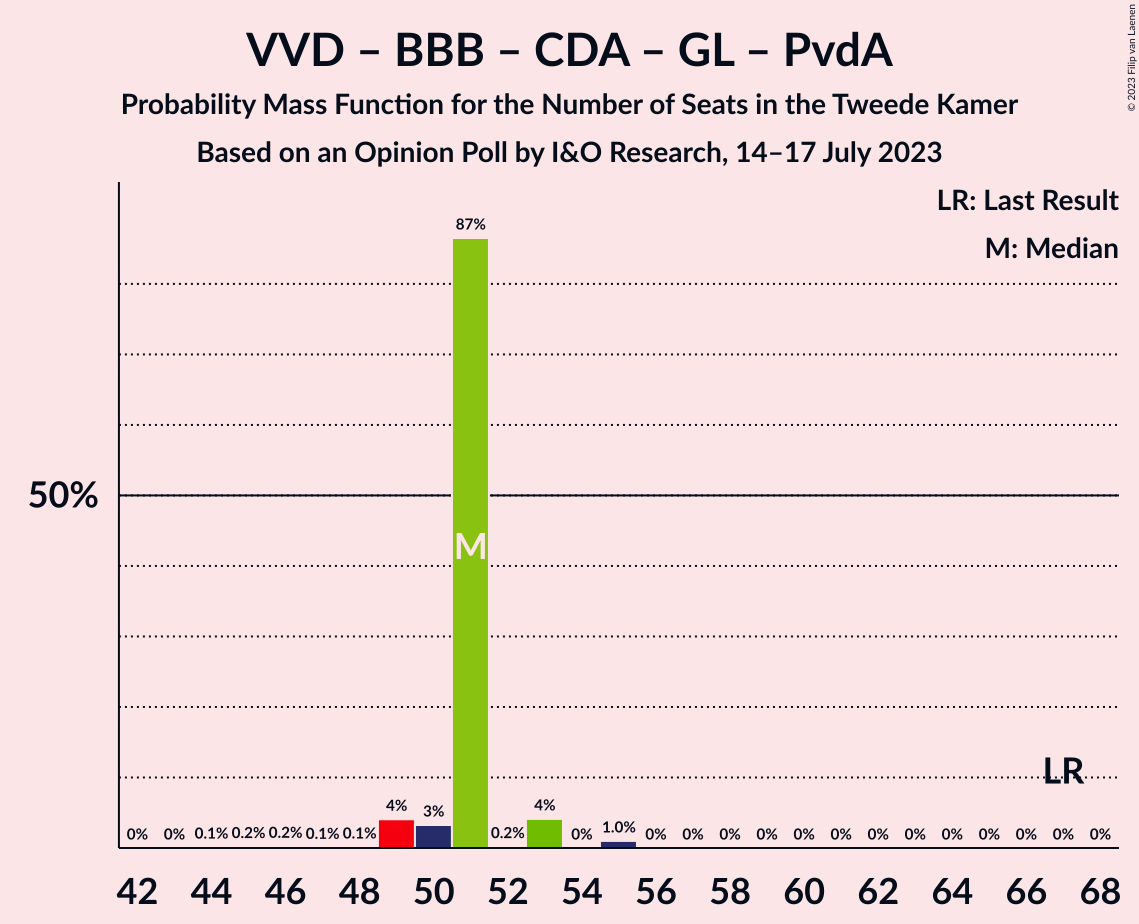 VVD – BBB – CDA – GL – PvdA
Probability Mass Function for the Number of Seats in the Tweede Kamer
Based on an Opinion Poll by I&O Research, 14–17 July 2023
© 2023 Filip van Laenen
LR: Last Result
M: Median
87%
50%
M
LR
0% 0% 0.1% 0.2% 0.2% 0.1% 0.1% 4% 3% 0.2% 4% 0% 1.0% 0% 0% 0% 0% 0% 0% 0% 0% 0% 0% 0% 0% 0%
42 44 46 48 50 52 54 56 58 60 62 64 66 68